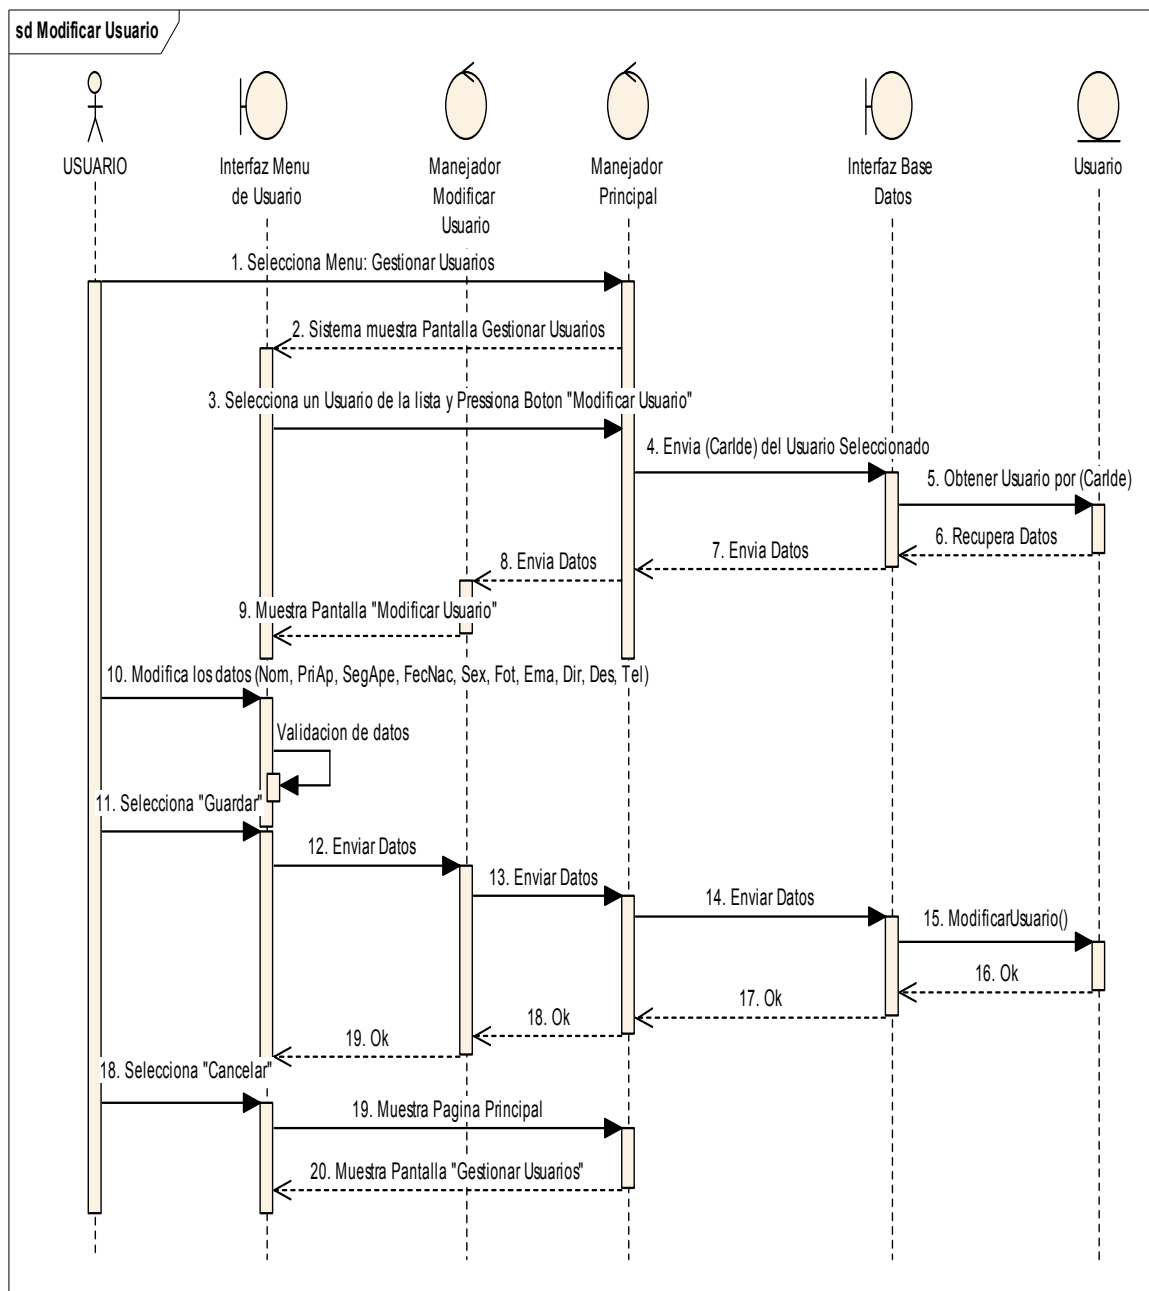 sd Modificar Usuario
USUARIO
Interfaz Menu
de Usuario
Manejador
Modificar
Usuario
Manejador
Principal
Interfaz Base
Datos
Usuario
1. Selecciona Menu: Gestionar Usuarios
2. Sistema muestra Pantalla Gestionar Usuarios
3. Selecciona un Usuario de la lista y Pressiona Boton "Modificar Usuario"
4. Envia (CarIde) del Usuario Seleccionado
5. Obtener Usuario por (CarIde)
6. Recupera Datos
7. Envia Datos
8. Envia Datos
9. Muestra Pantalla "Modificar Usuario"
10. Modifica los datos (Nom, PriAp, SegApe, FecNac, Sex, Fot, Ema, Dir, Des, Tel)
Validacion de datos
11. Selecciona "Guardar"
12. Enviar Datos
13. Enviar Datos
14. Enviar Datos
15. ModificarUsuario()
16. Ok
17. Ok
18. Ok
19. Ok
18. Selecciona "Cancelar"
19. Muestra Pagina Principal
20. Muestra Pantalla "Gestionar Usuarios"